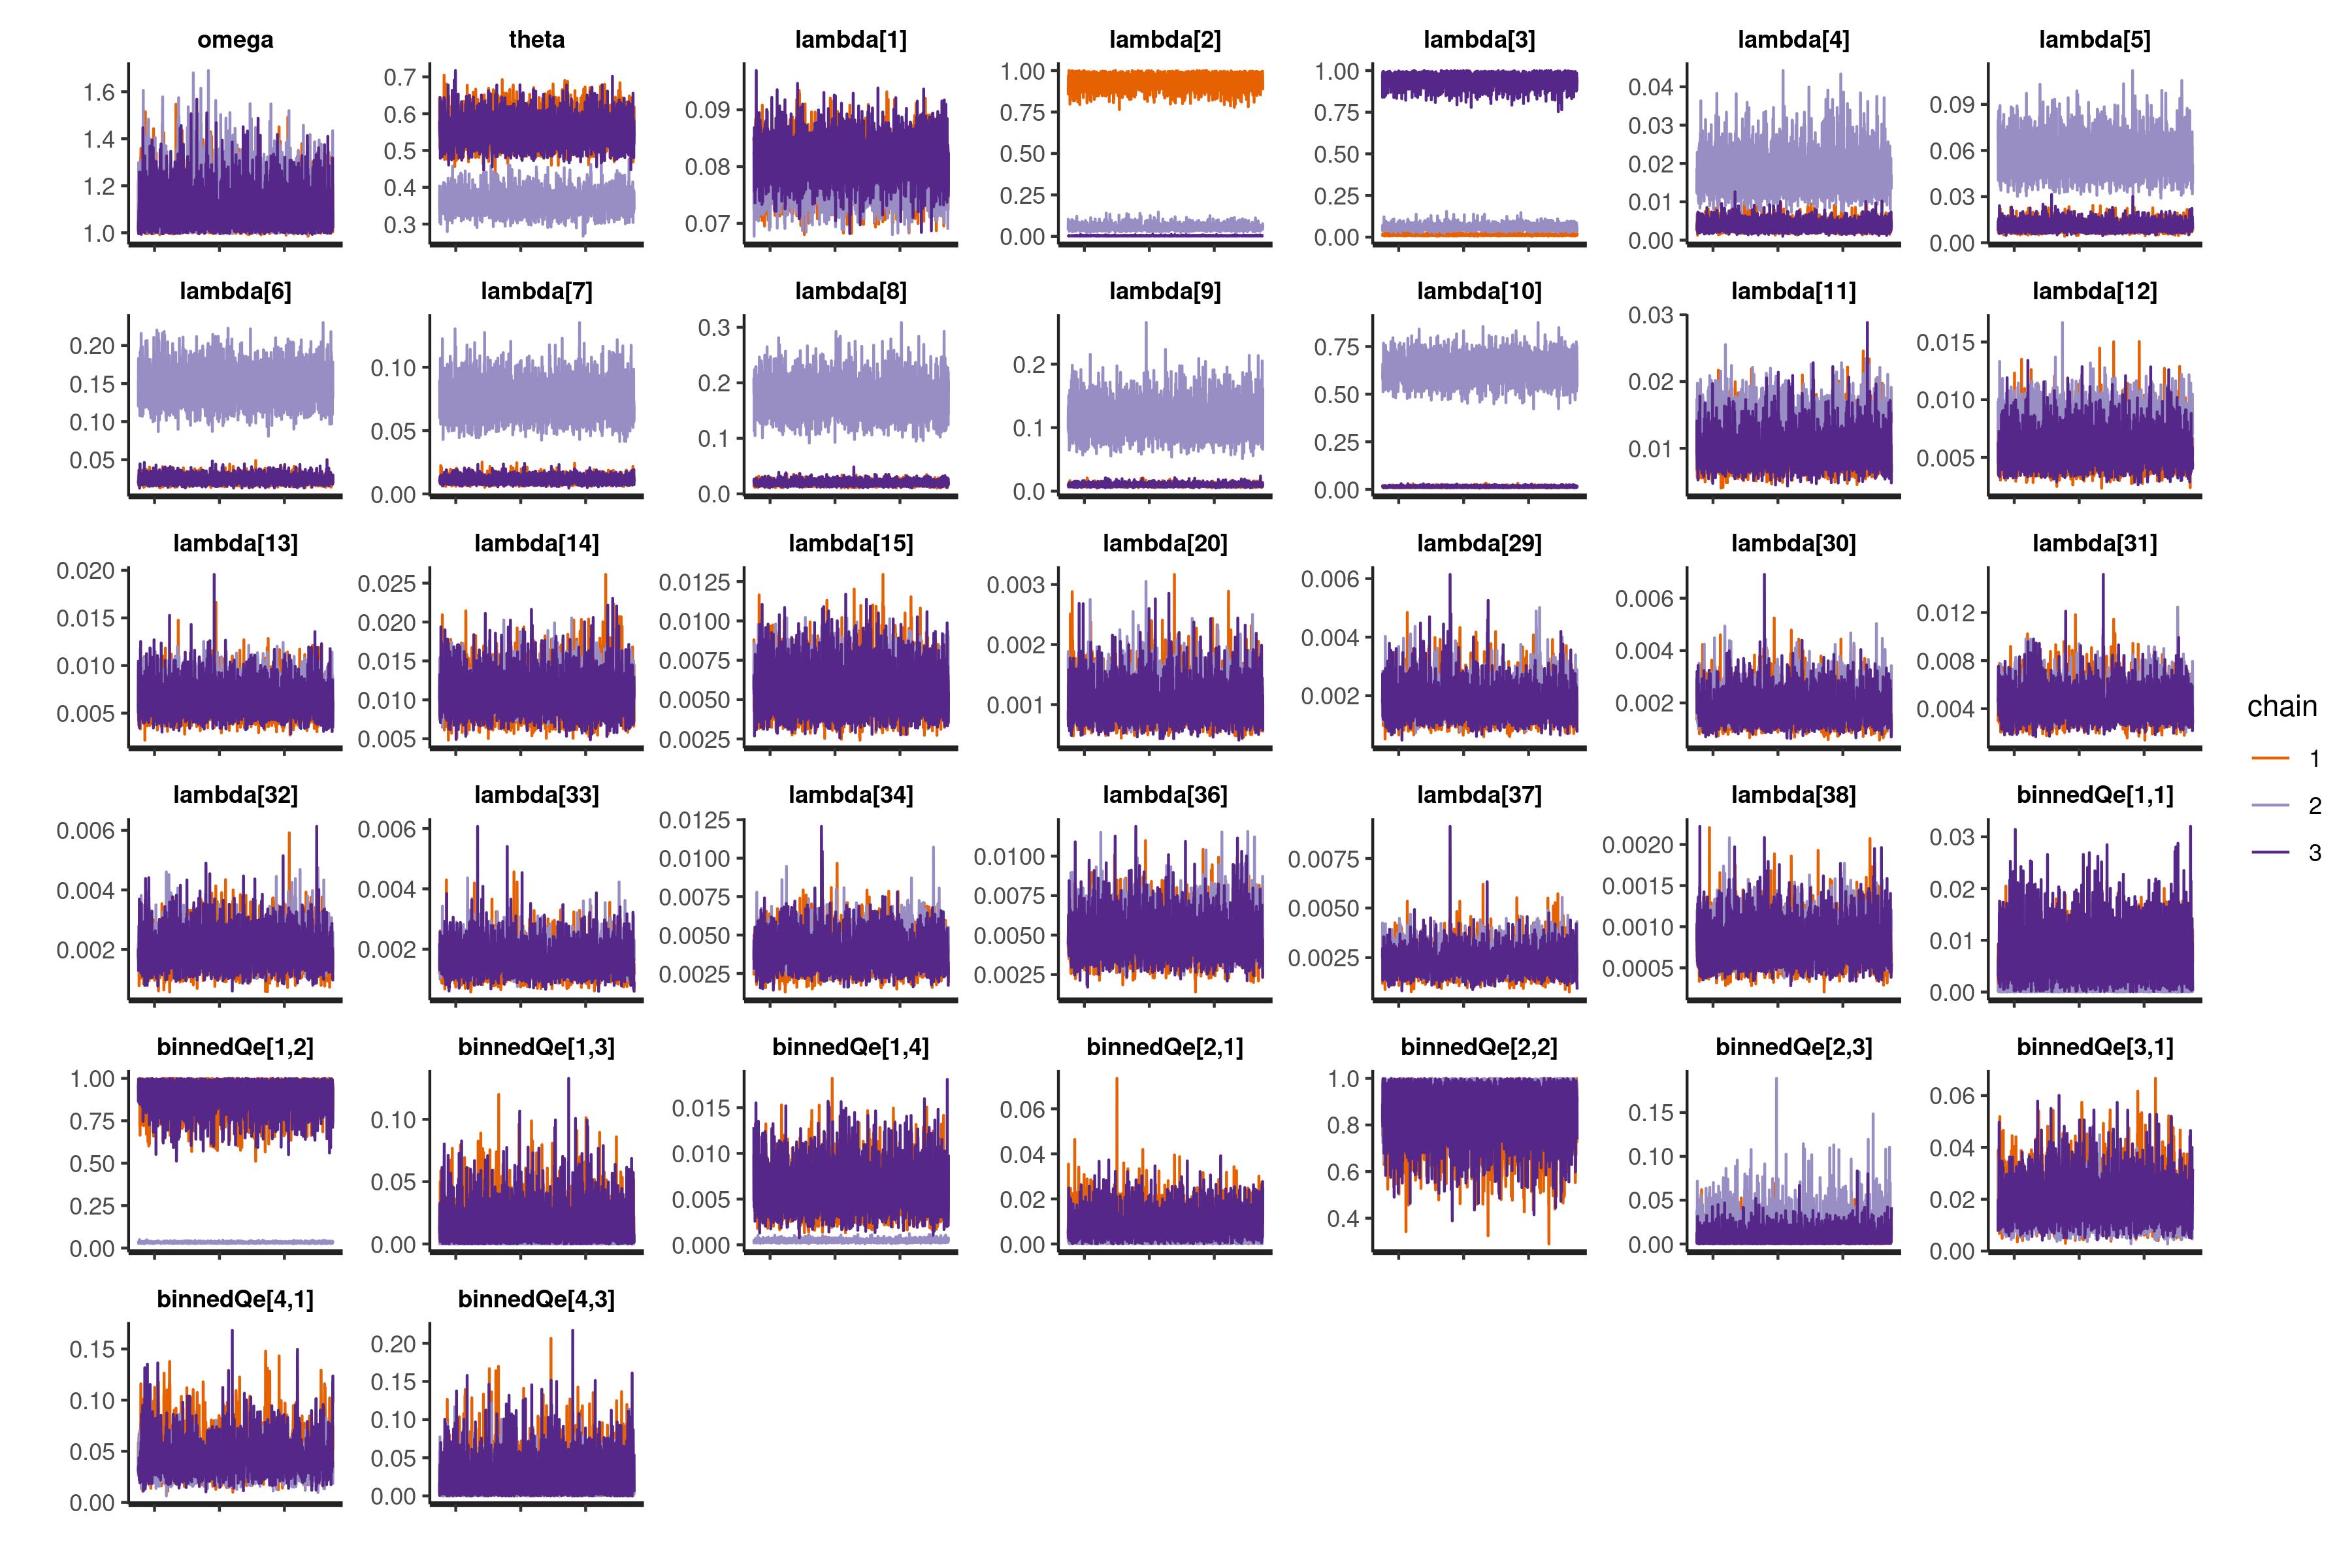 omega theta lambda[1] lambda[2] lambda[3] lambda[4] lambda[5]
1.6 1.4 1.2 1.0
0.7 0.6 0.5 0.4 0.3
0.09 0.08 0.07
1.00 0.75 0.50 0.25 0.00
1.00 0.75 0.50 0.25 0.00
0.04 0.03 0.02 0.01 0.00
0.09 0.06 0.03 0.00
lambda[6] lambda[7] lambda[8] lambda[9] lambda[10] lambda[11] lambda[12]
0.20 0.15 0.10 0.05
0.10 0.05 0.00
0.3 0.2 0.1 0.0
0.2 0.1 0.0
0.75 0.50 0.25 0.00
0.03 0.02 0.01
0.015 0.010 0.005
lambda[13] lambda[14] lambda[15] lambda[20] lambda[29] lambda[30] lambda[31]
0.020 0.015 0.010 0.005
0.025 0.020 0.015 0.010 0.005
0.0125 0.0100 0.0075 0.0050 0.0025
0.003 0.002 0.001
0.006 0.004 0.002
0.006 0.004 0.002
0.012 0.008 0.004
lambda[32] lambda[33] lambda[34] lambda[36] lambda[37] lambda[38] binnedQe[1,1]
0.006 0.004 0.002
0.006 0.004 0.002
0.0125 0.0100 0.0075 0.0050 0.0025
0.0100 0.0075 0.0050 0.0025
0.0075 0.0050 0.0025
0.0020 0.0015 0.0010 0.0005
0.03 0.02 0.01 0.00
binnedQe[1,2] binnedQe[1,3] binnedQe[1,4] binnedQe[2,1] binnedQe[2,2] binnedQe[2,3] binnedQe[3,1]
1.00 0.75 0.50 0.25 0.00
0.10 0.05 0.00
0.015 0.010 0.005 0.000
0.06 0.04 0.02 0.00
1.0 0.8 0.6 0.4
0.15 0.10 0.05 0.00
0.06 0.04 0.02 0.00
binnedQe[4,1] binnedQe[4,3]
0.15 0.10 0.05 0.00
0.20 0.15 0.10 0.05 0.00
chain
1
2
3